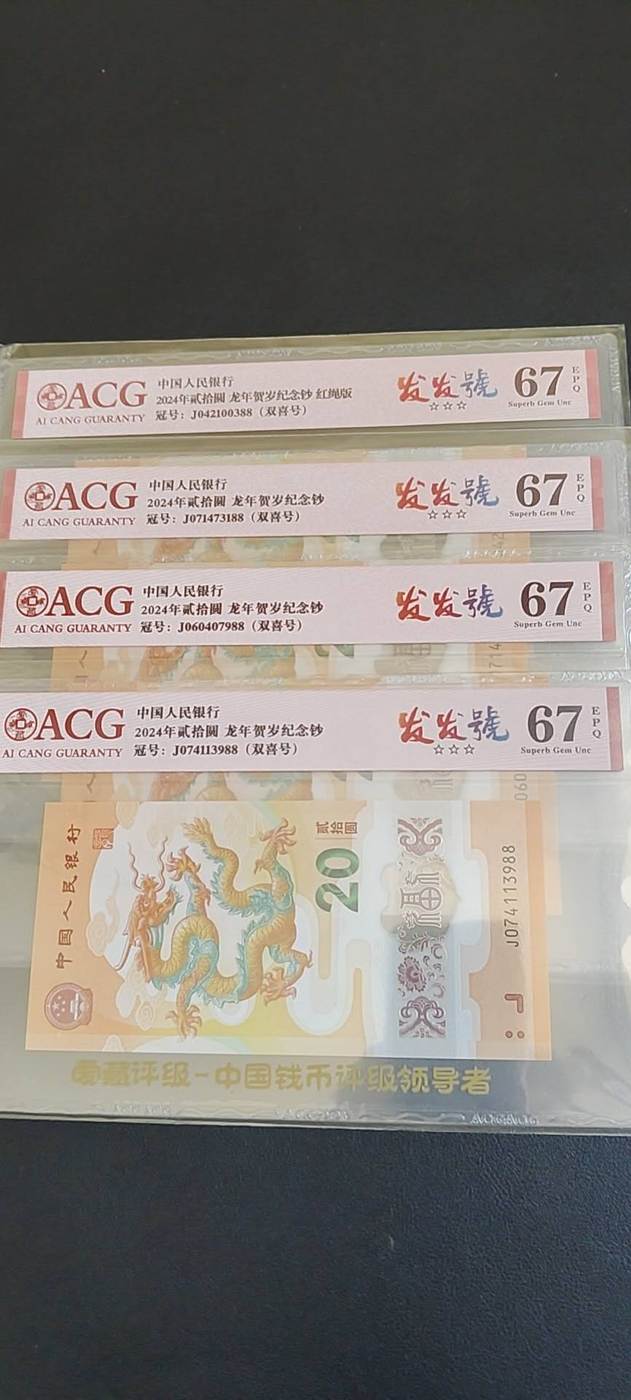 ACG
AI CANG GUARANTY
中国人民银行
2024年贰拾圆 龙年贺岁纪念钞 红绳版
冠号：J042100388（双喜号）
发发號
☆☆☆
67
EPQ
Superb Gem Unc
ACG
AI CANG GUARANTY
中国人民银行
2024年贰拾圆 龙年贺岁纪念钞
冠号：J071473188（双喜号）
发发號
☆☆☆
67
EPQ
Superb Gem Unc
ACG
AI CANG GUARANTY
中国人民银行
2024年贰拾圆 龙年贺岁纪念钞
冠号：J060407988（双喜号）
发发號
67
EPQ
Superb Gem Unc
ACG
AI CANG GUARANTY
中国人民银行
2024年贰拾圆 龙年贺岁纪念钞
冠号：J074113988（双喜号）
发发號
☆☆☆
67
EPQ
Superb Gem Unc
中国人民银行
贰拾圆
20
J074113988
评级-中国钱币评级领导者